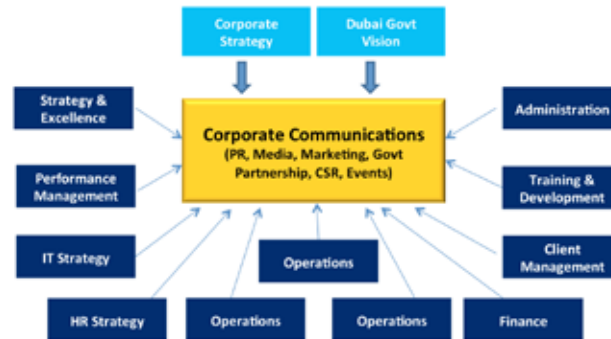 Corporate
Strategy
Dubai Govt
Vision
Strategy &
Excellence
Corporate Communications
(PR, Media, Marketing, Govt
Partnership, CSR, Events)
Administration
Performance
Management
Training &
Development
IT Strategy
Operations
Client
Management
HR Strategy
Operations
Operations
Finance